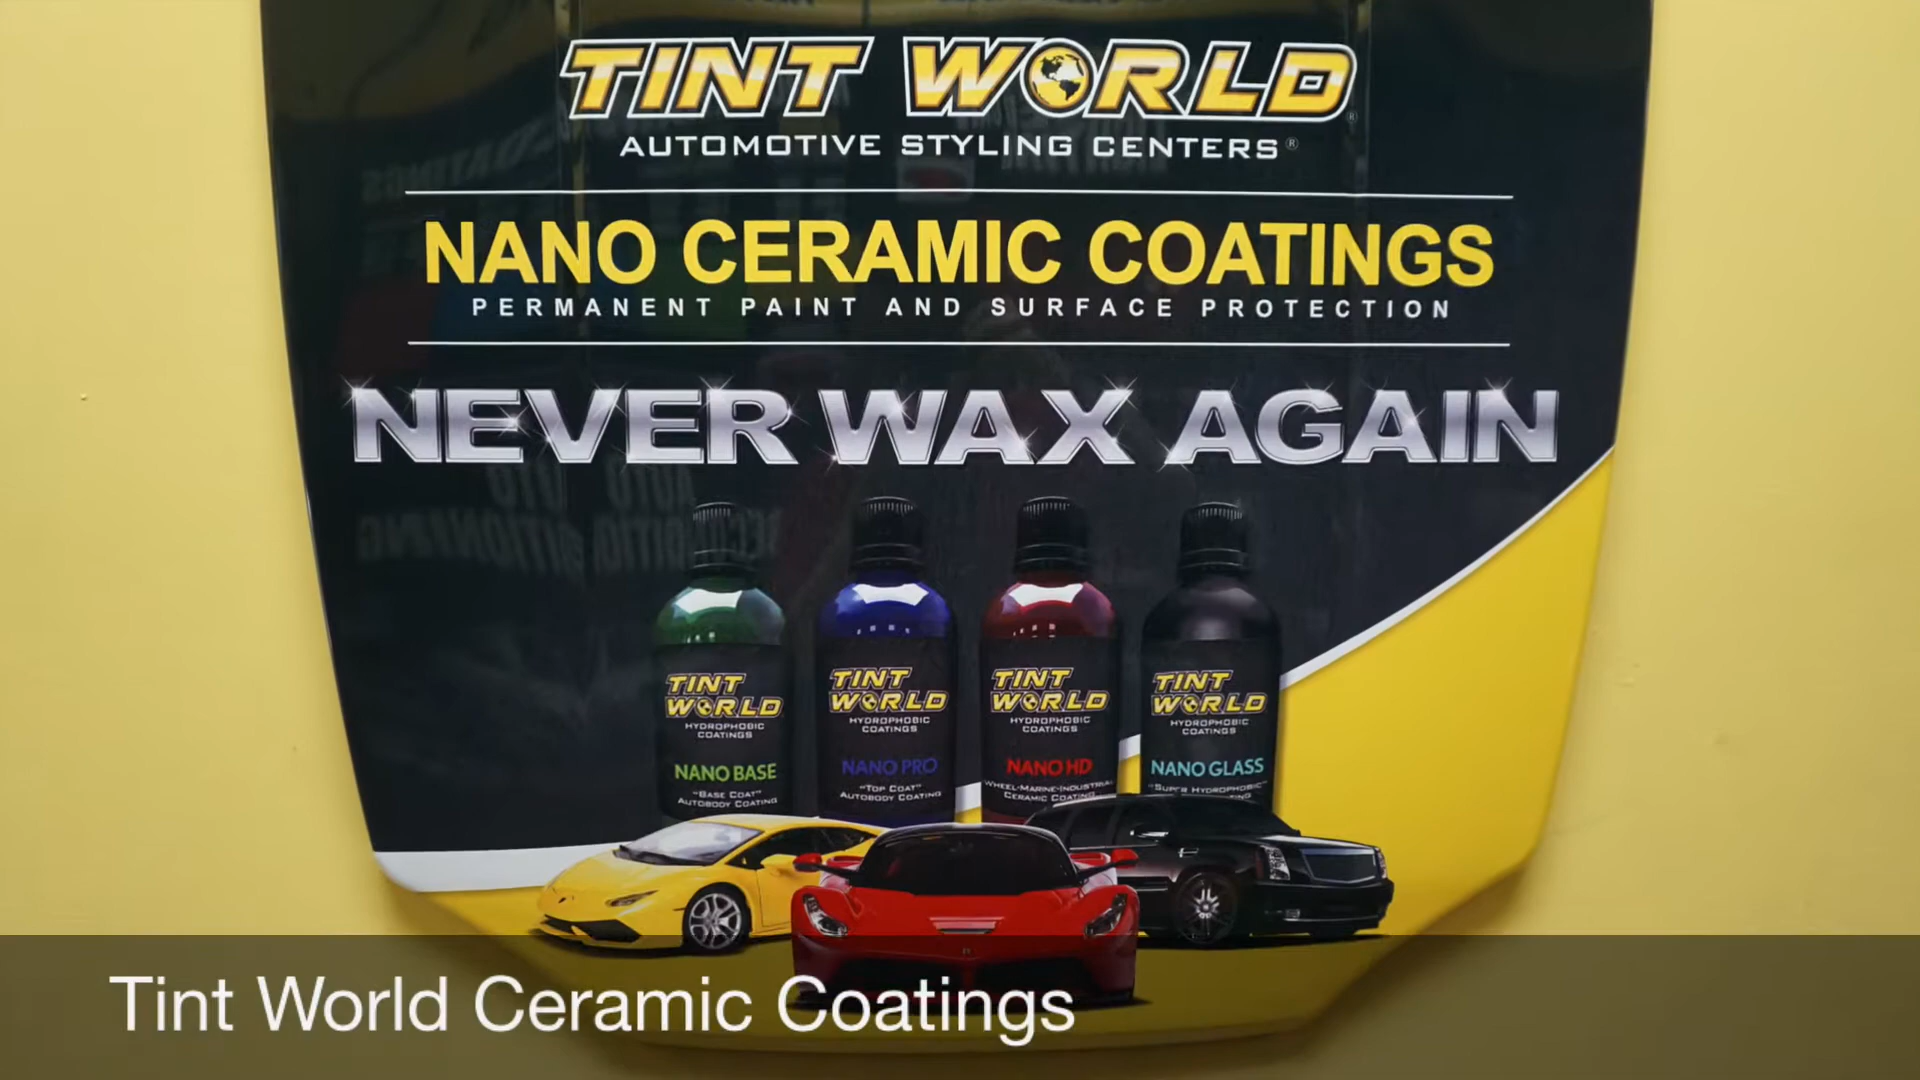 TINT WORLD®
AUTOMOTIVE STYLING CENTERS®
NANO CERAMIC COATINGS
PERMANENT PAINT AND SURFACE PROTECTION
NEVER WAX AGAIN
TINT WORLD
HYDROPHOBIC
COATINGS
NANO BASE
"BASE COAT"
AUTOBODY COATING
TINT WORLD
HYDROPHOBIC
COATINGS
NANO PRO
"TOP COAT"
AUTOBODY COATING
TINT WORLD
HYDROPHOBIC
COATINGS
NANO HD
WHEEL-MARINE-INDUSTRIAL
CERAMIC COATING
TINT WORLD
HYDROPHOBIC
COATINGS
NANO GLASS
"SUPER HYDROPHOBIC"
Tint World Ceramic Coatings